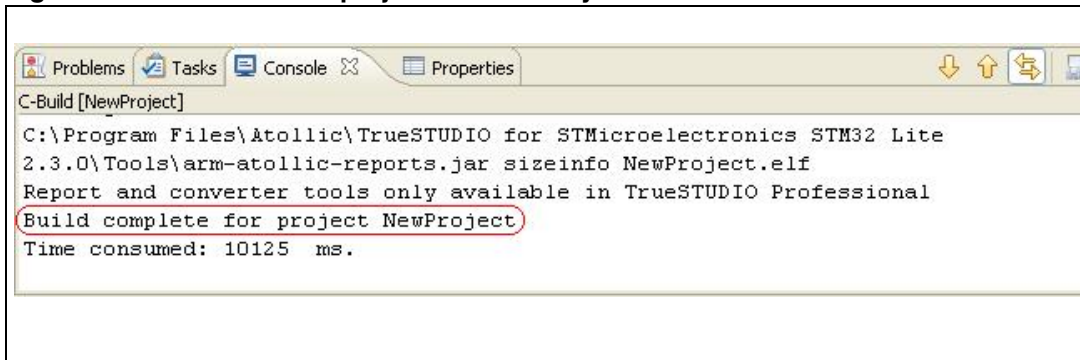 Problems Tasks Console Properties
C-Build [NewProject]
C:\Program Files\Atollic\TrueSTUDIO for STMicroelectronics STM32 Lite
2.3.0\Tools\arm-atollic-reports.jar sizeinfo NewProject.elf
Report and converter tools only available in TrueSTUDIO Professional
Build complete for project NewProject
Time consumed: 10125 ms.